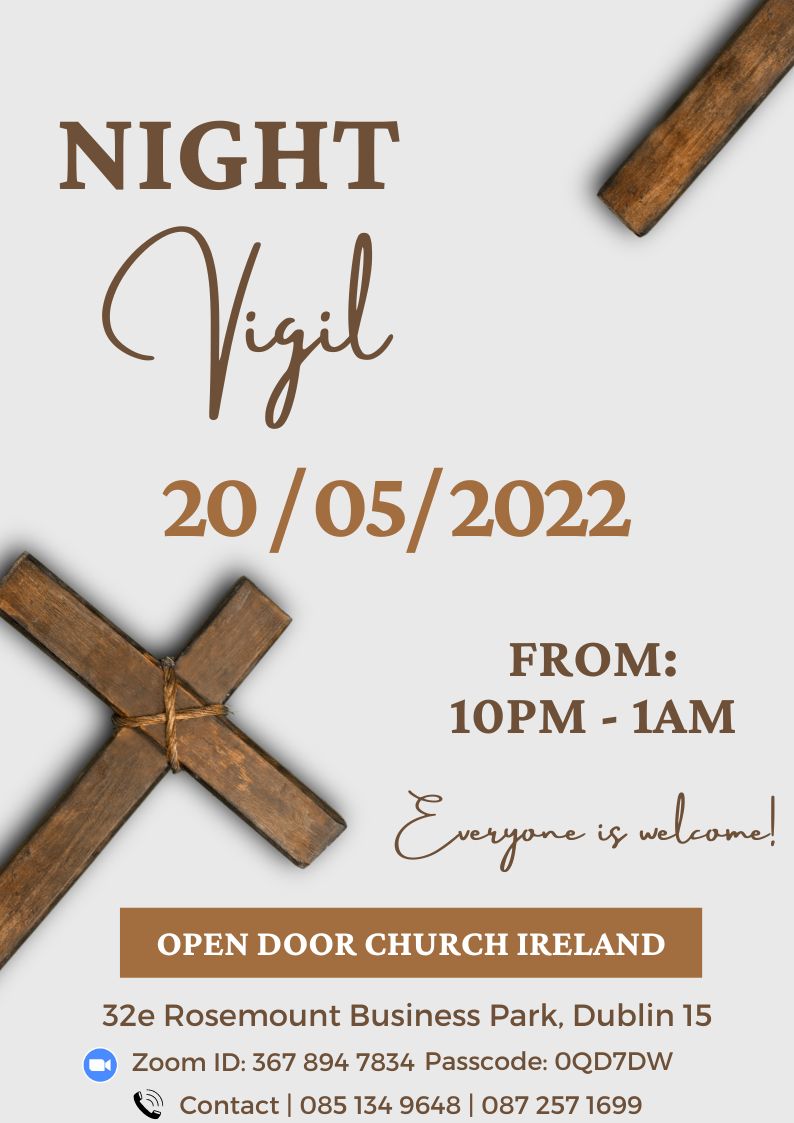 NIGHT
Vigil
20/05/2022
FROM:
10PM - 1AM
Everyone is welcome!
OPEN DOOR CHURCH IRELAND
32e Rosemount Business Park, Dublin 15
Zoom ID: 367 894 7834 Passcode: 0QD7DW
Contact | 085 134 9648 | 087 257 1699